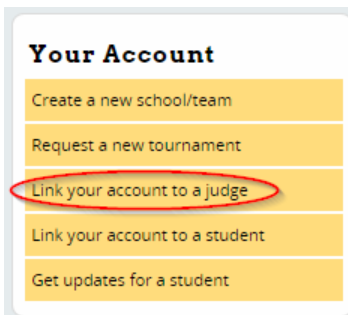 Your Account
Create a new school/team
Request a new tournament
Link your account to a judge
Link your account to a student
Get updates for a student